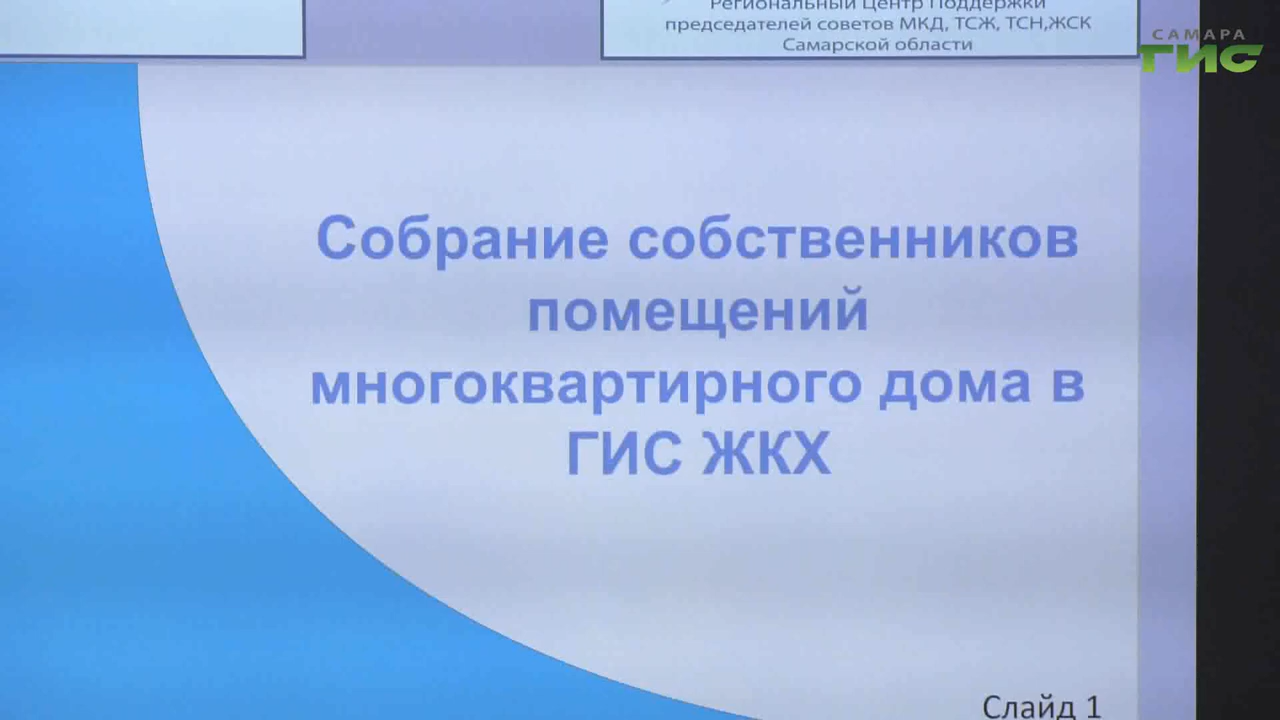 Региональный Центр Поддержки
председателей советов МКД, ТСЖ, ТСН,ЖСК
Самарской области
САМАРА
ГИС
Собрание собственников
помещений
многоквартирного дома в
ГИС ЖКХ
Слайд 1